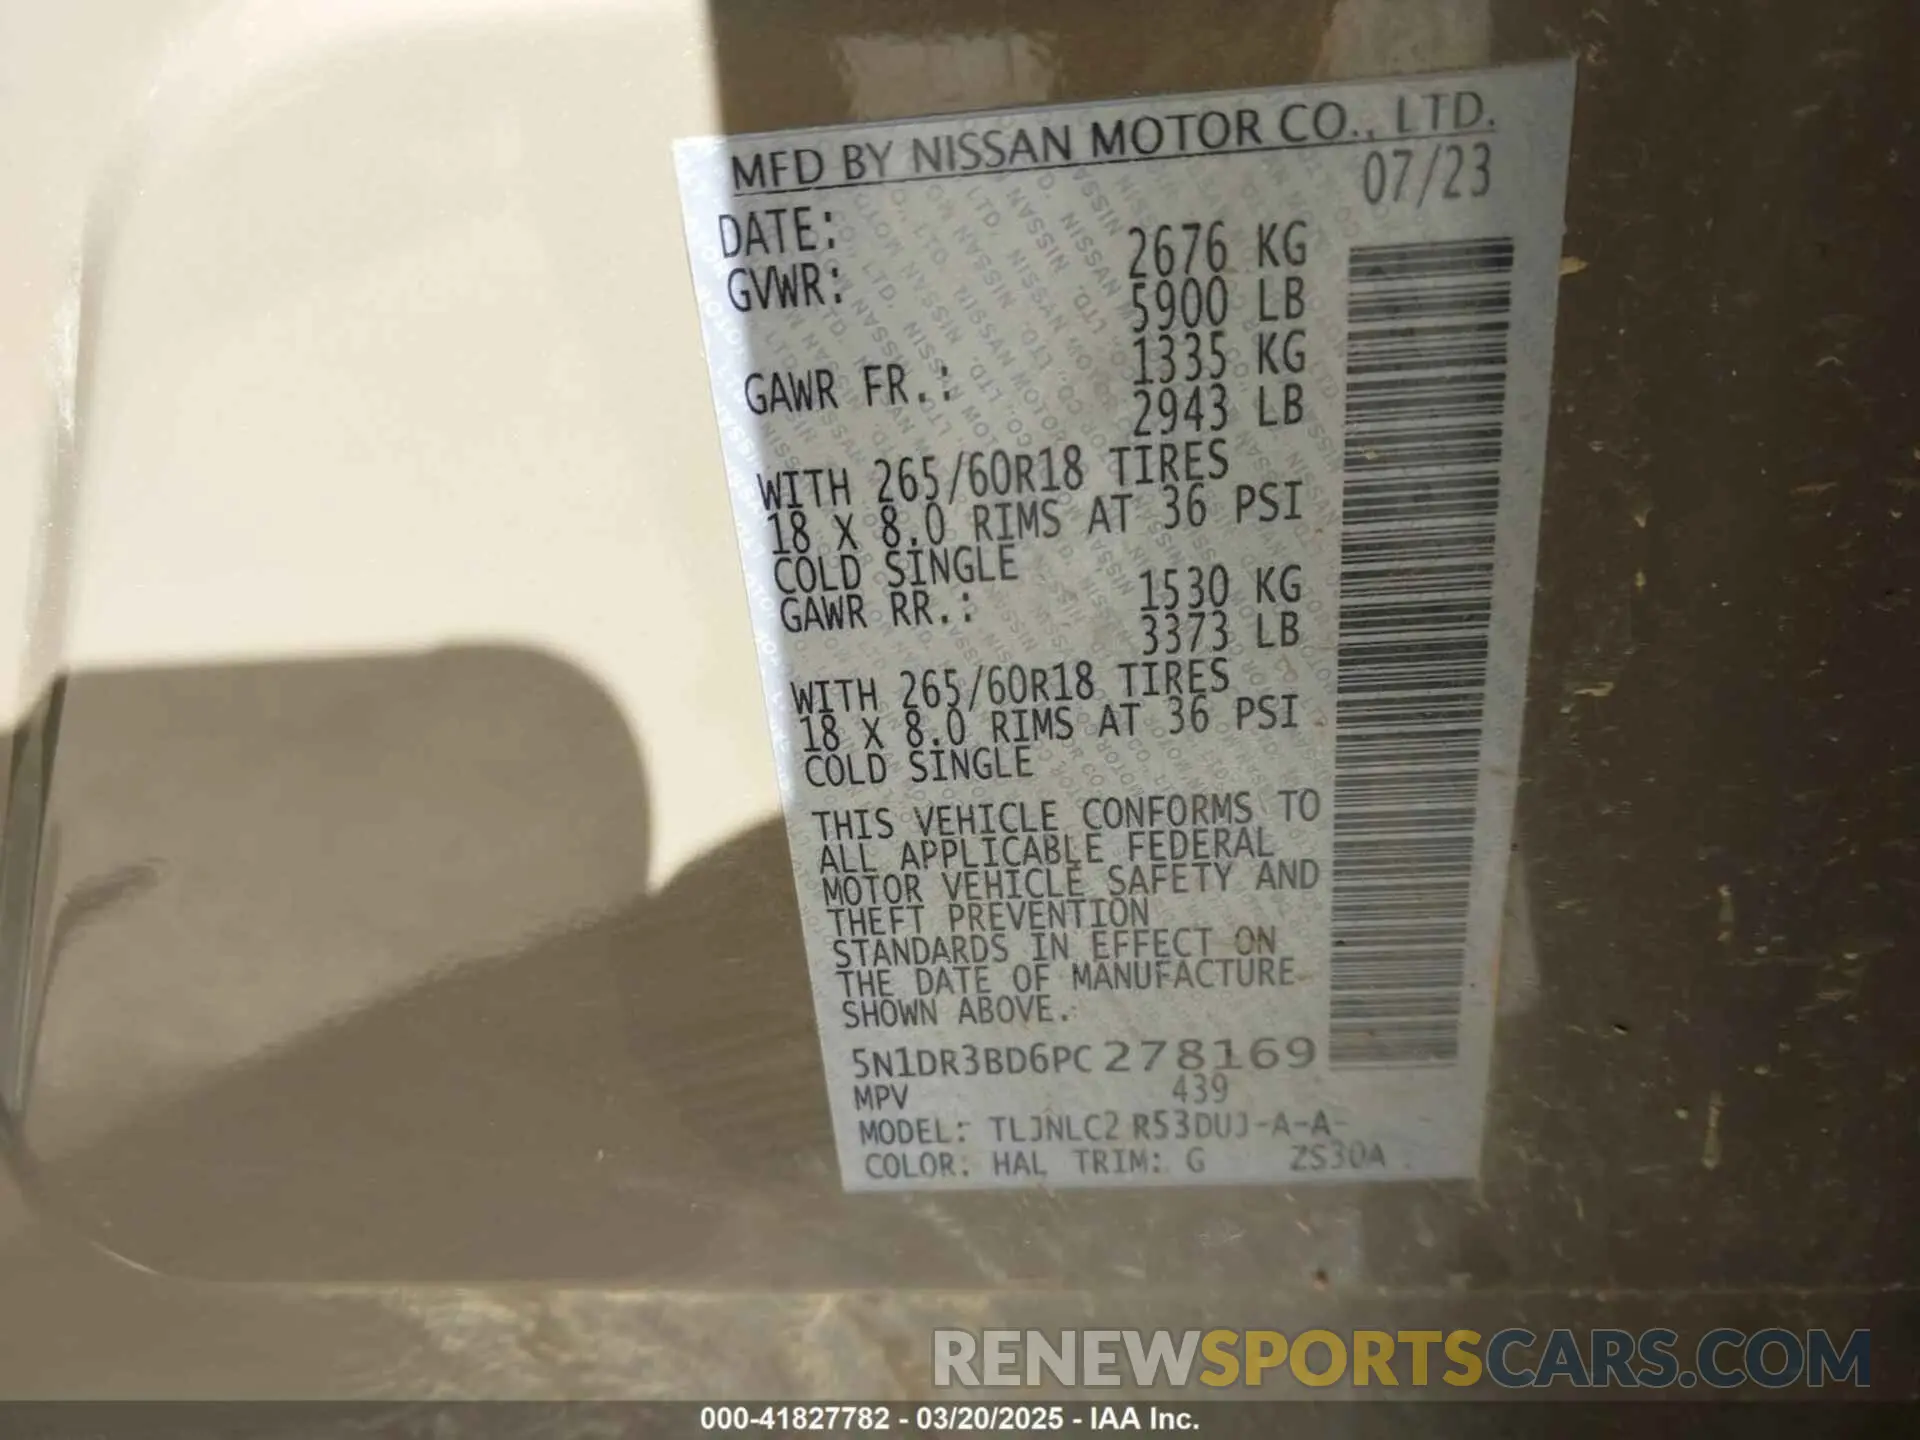 MFD BY NISSAN MOTOR CO., LTD.
DATE: 07/23
GVWR: 2676 KG
5900 LB
GAWR FR.: 1335 KG
2943 LB
WITH 265/60R18 TIRES
18 X 8.0 RIMS AT 36 PSI
COLD SINGLE
GAWR RR.: 1530 KG
3373 LB
WITH 265/60R18 TIRES
18 X 8.0 RIMS AT 36 PSI
COLD SINGLE
THIS VEHICLE CONFORMS TO
ALL APPLICABLE FEDERAL
MOTOR VEHICLE SAFETY AND
THEFT PREVENTION
STANDARDS IN EFFECT ON
THE DATE OF MANUFACTURE
SHOWN ABOVE.
5N1DR3BD6PC278169
MPV 439
MODEL: TLJNLC2 R53DUJ-A-A-
COLOR: HAL TRIM: G ZS30A
RENEWSPORTSCARS.COM
000-41827782 - 03/20/2025 - IAA Inc.